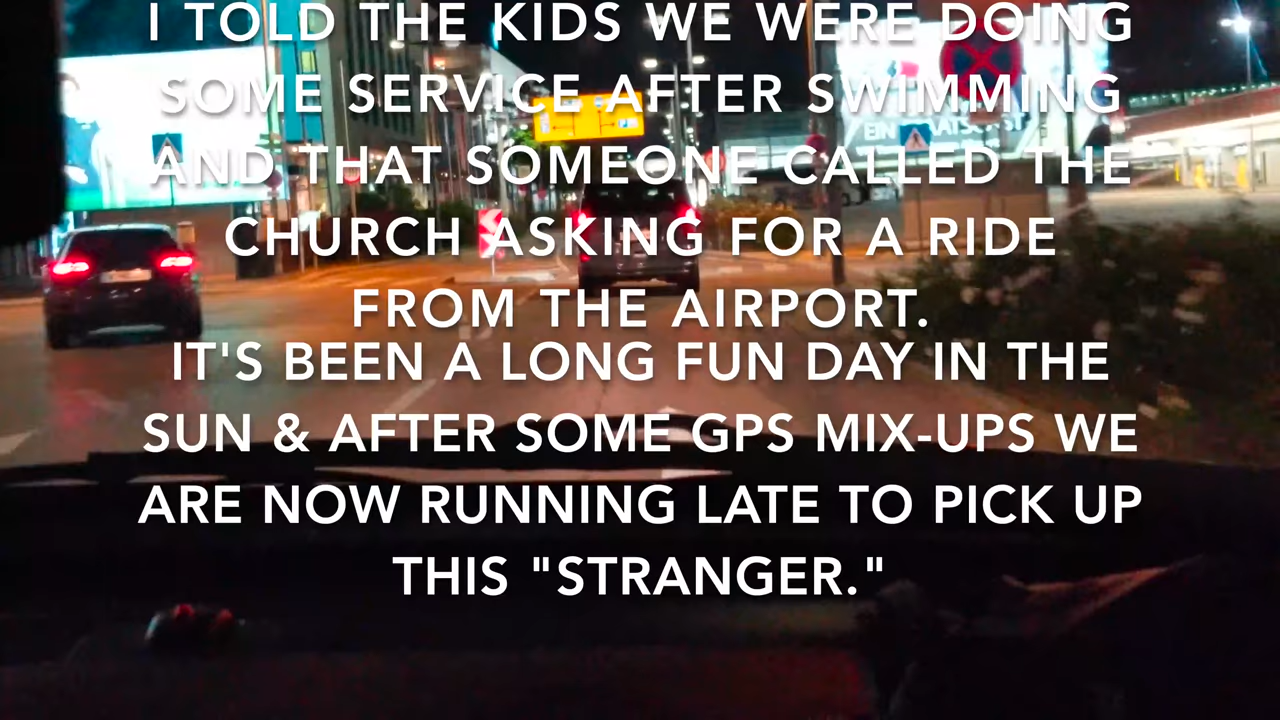 I TOLD THE KIDS WE WERE DOING
SOME SERVICE AFTER SWIMMING
AND THAT SOMEONE CALLED THE
CHURCH ASKING FOR A RIDE
FROM THE AIRPORT.
IT'S BEEN A LONG FUN DAY IN THE
SUN & AFTER SOME GPS MIX-UPS WE
ARE NOW RUNNING LATE TO PICK UP
THIS "STRANGER."
EIN